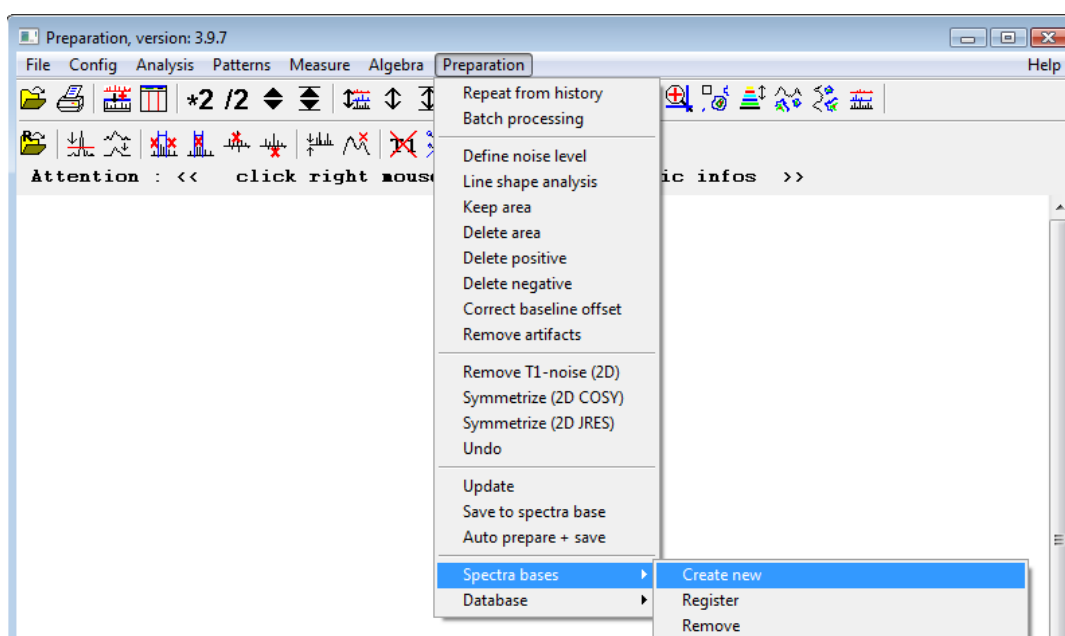 Preparation, version: 3.9.7
File Config Analysis Patterns Measure Algebra Preparation Help
*2 /2
Attention : << click right mouse ic infos >>
Repeat from history
Batch processing
Define noise level
Line shape analysis
Keep area
Delete area
Delete positive
Delete negative
Correct baseline offset
Remove artifacts
Remove T1-noise (2D)
Symmetrize (2D COSY)
Symmetrize (2D JRES)
Undo
Update
Save to spectra base
Auto prepare + save
Spectra bases
Database
Create new
Register
Remove